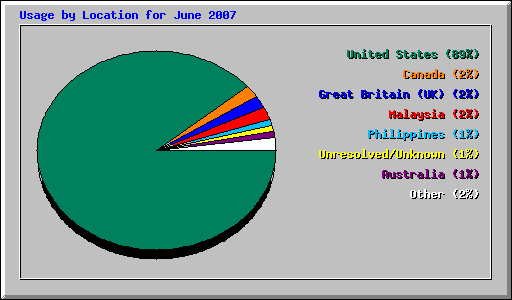 Usage by Location for June 2007
United States (89%)
Canada (2%)
Great Britain (UK) (2%)
Malaysia (2%)
Philippines (1%)
Unresolved/Unknown (1%)
Australia (1%)
Other (2%)